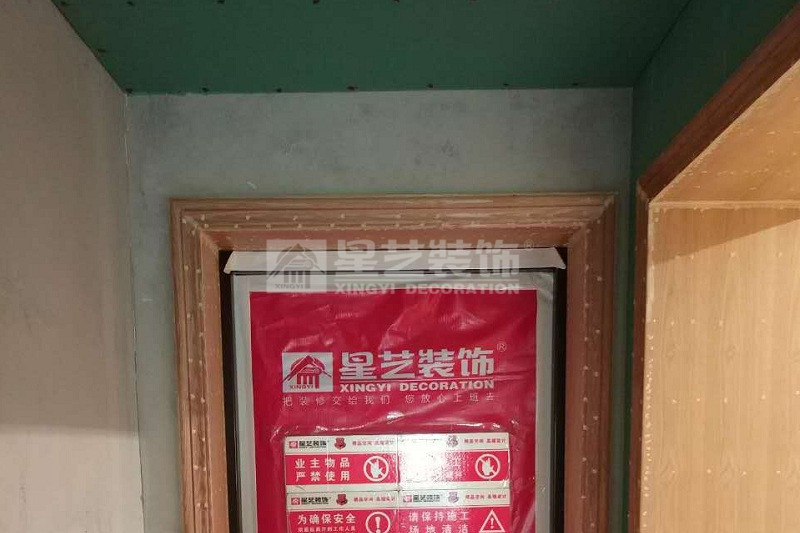 星艺装饰®
XINGYI DECORATION
XINGYI
星艺装饰®
XINGYI DECORATION
XINGYI
把装修交给我们 您放心上班去
星艺装饰
星艺装饰
业主物品
严禁使用
星艺装饰
星艺装饰
为确保安全
请保持施工
场地清洁